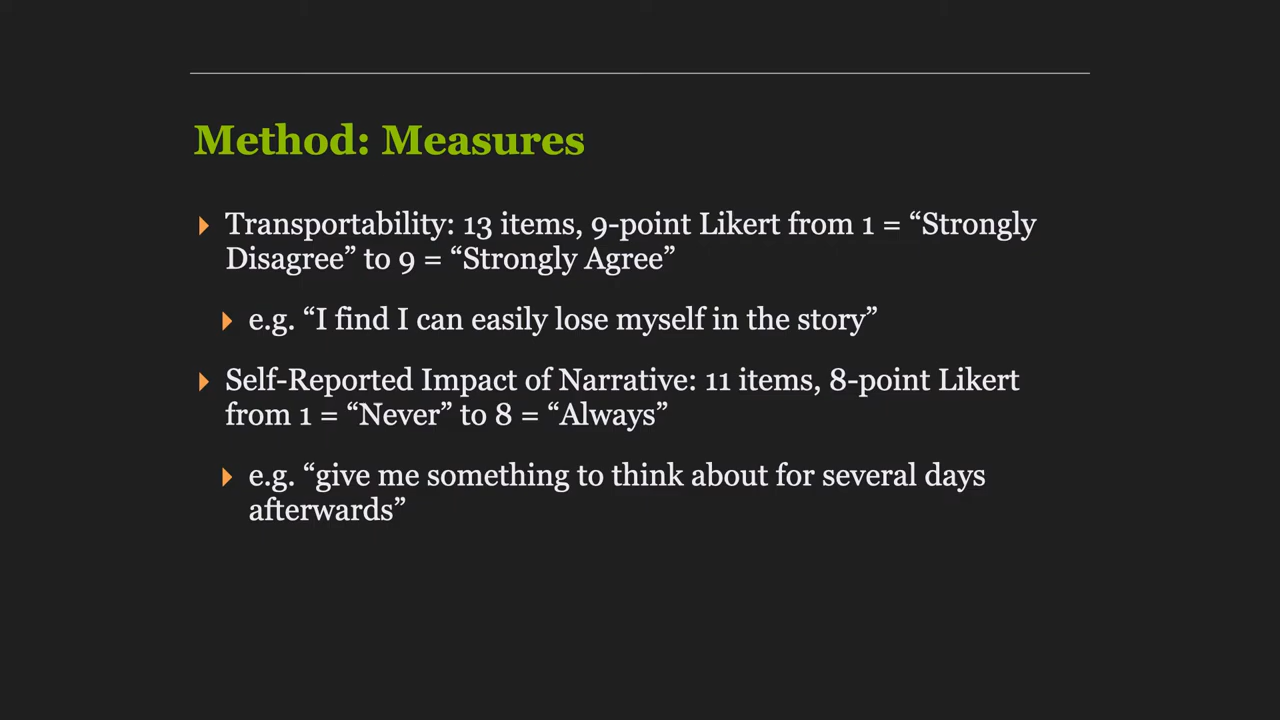 Method: Measures
Transportability: 13 items, 9-point Likert from 1 = “Strongly
Disagree” to 9 = “Strongly Agree”
e.g. “I find I can easily lose myself in the story”
Self-Reported Impact of Narrative: 11 items, 8-point Likert
from 1 = “Never” to 8 = “Always”
e.g. “give me something to think about for several days
afterwards”